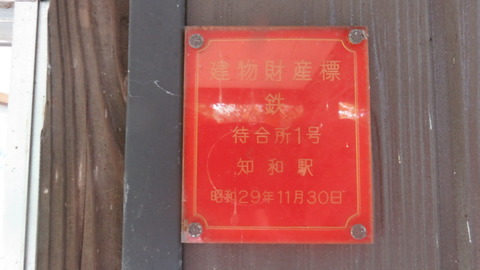 建物財産標
鉄
待合所1号
知和駅
昭和29年11月30日